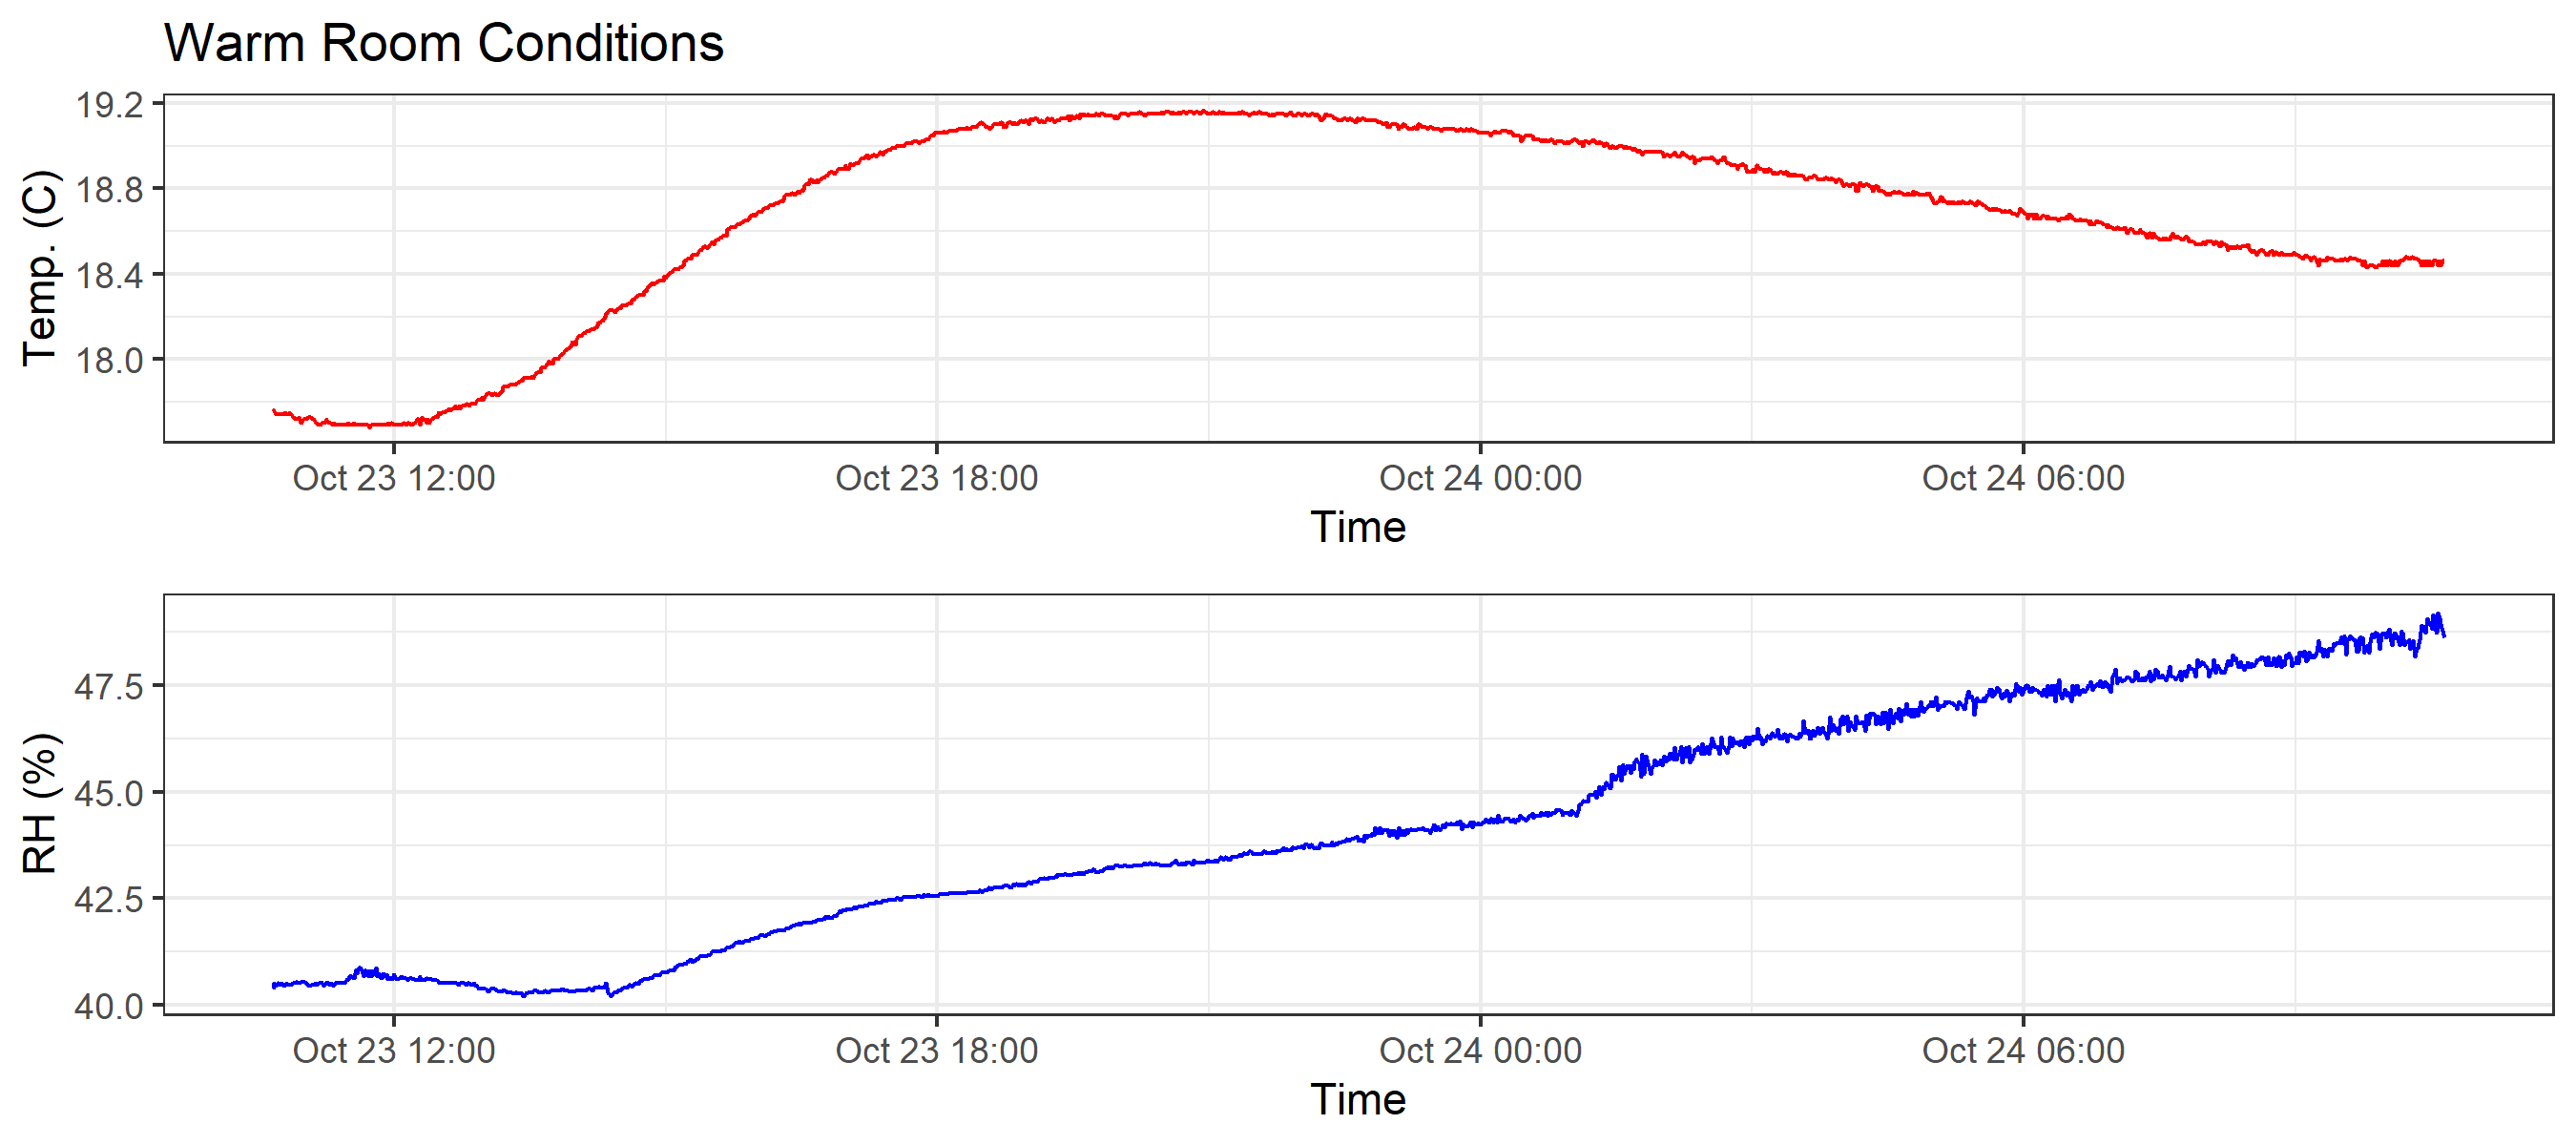 Warm Room Conditions
19.2
18.8
18.4
18.0
Temp. (C)
Oct 23 12:00 Oct 23 18:00 Oct 24 00:00 Oct 24 06:00
Time
47.5
45.0
42.5
40.0
RH (%)
Oct 23 12:00 Oct 23 18:00 Oct 24 00:00 Oct 24 06:00
Time